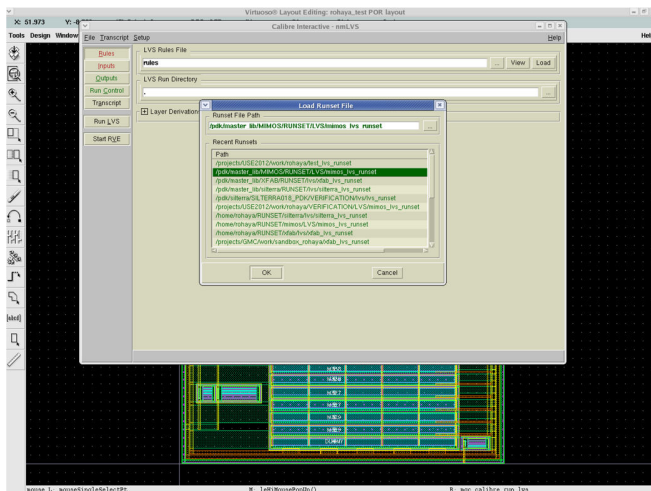 Virtuoso® Layout Editing: rohaya_test POR layout
X: 51.973 Y: -8
Tools Design Window
Hel
Calibre Interactive - nmLVS
File Transcript Setup Help
Rules
Inputs
Outputs
Run Control
Transcript
Run LVS
Start RVE
LVS Rules File
rules
... View Load
LVS Run Directory
.
...
Layer Derivation
Load Runset File
Runset File Path
/pdk/master_lib/MIMOS/RUNSET/LVS/mimos_lvs_runset
...
Recent Runsets
Path
/projects/USE2012/work/rohaya/test_lvs_runset
/pdk/master_lib/MIMOS/RUNSET/LVS/mimos_lvs_runset
/pdk/master_lib/XFAB/RUNSET/lvs/xfab_lvs_runset
/pdk/master_lib/silterra/RUNSET/lvs/silterra_lvs_runset
/pdk/silterra/SILTERRA018_PDK/VERIFICATION/lvs/lvs_runset
/projects/USE2012/work/rohaya/VERIFICATION/LVS/mimos_lvs_runset
/home/rohaya/RUNSET/silterra/lvs/silterra_lvs_runset
/home/rohaya/RUNSET/mimos/LVS/mimos_lvs_runset
/home/rohaya/RUNSET/xfab/lvs/xfab_lvs_runset
/projects/GMC/work/sandbox_rohaya/xfab_lvs_runset
OK Cancel
[abcd]
DUMMY
mouse L: mouseSingleSelectPt M: leHiMousePopUp() R: mgc_calibre_run_lvs